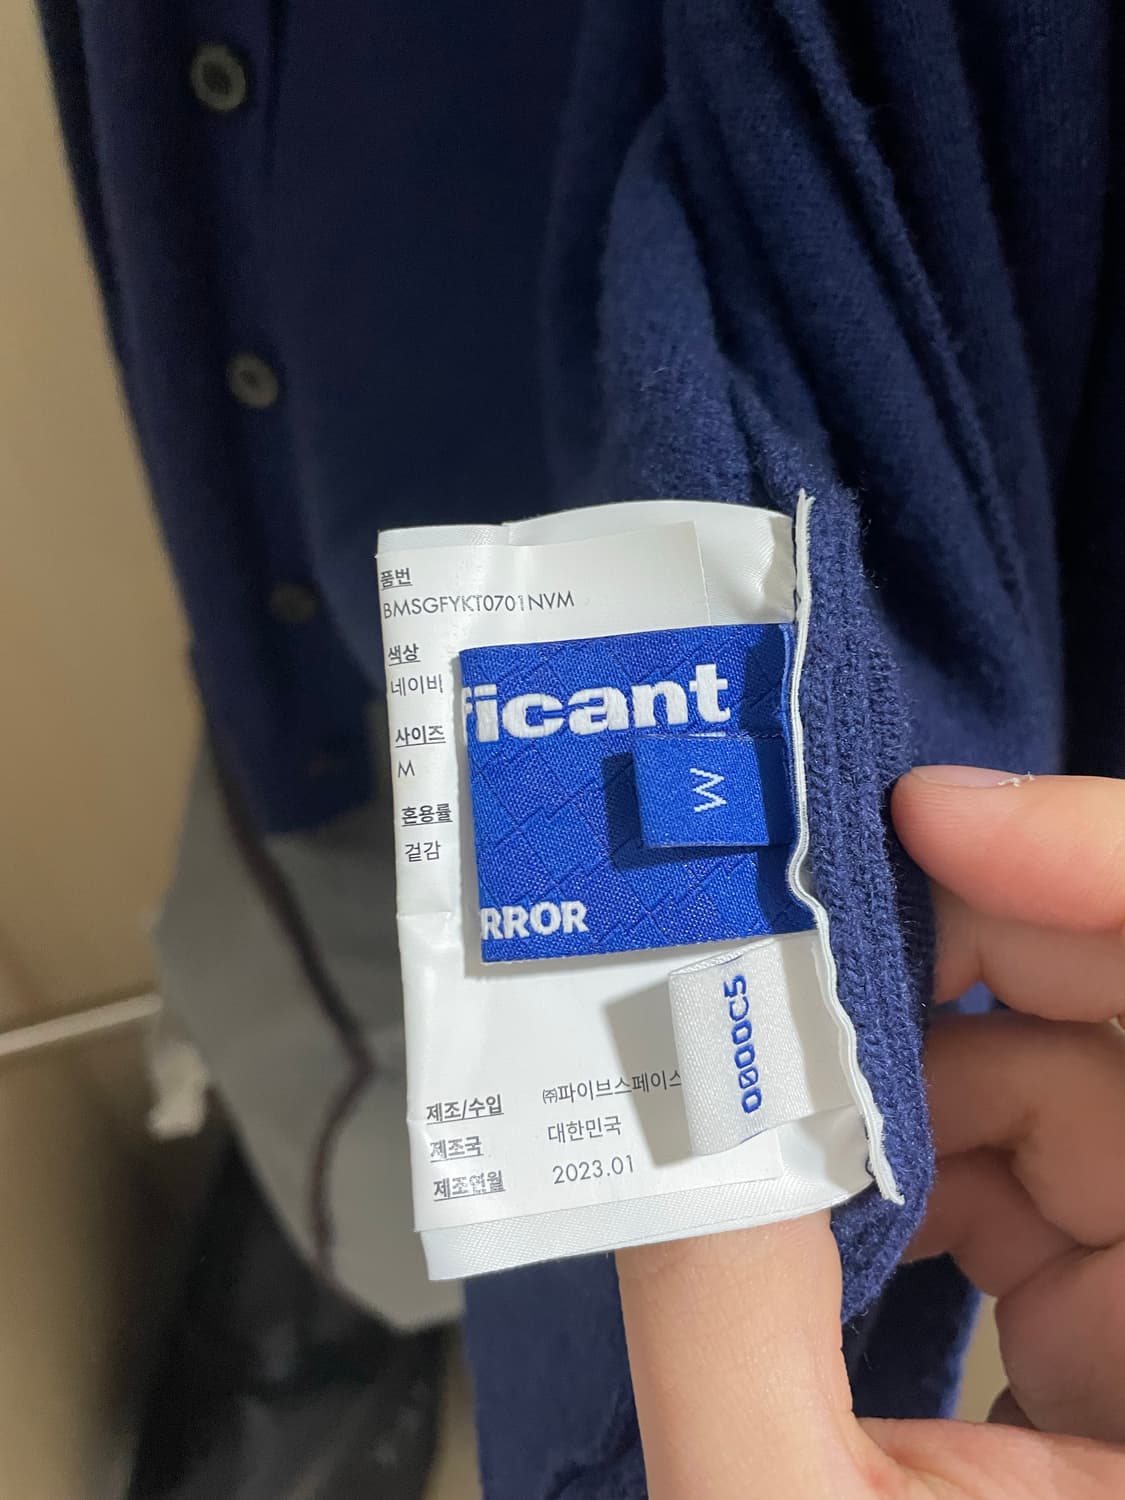 품번
BMSGFYKT0701NVM
색상
네이비
사이즈
M
혼용률
겉감
ficant
M
RROR
0000C5
제조/수입 ㈜파이브스페이스
제조국 대한민국
제조연월 2023.01